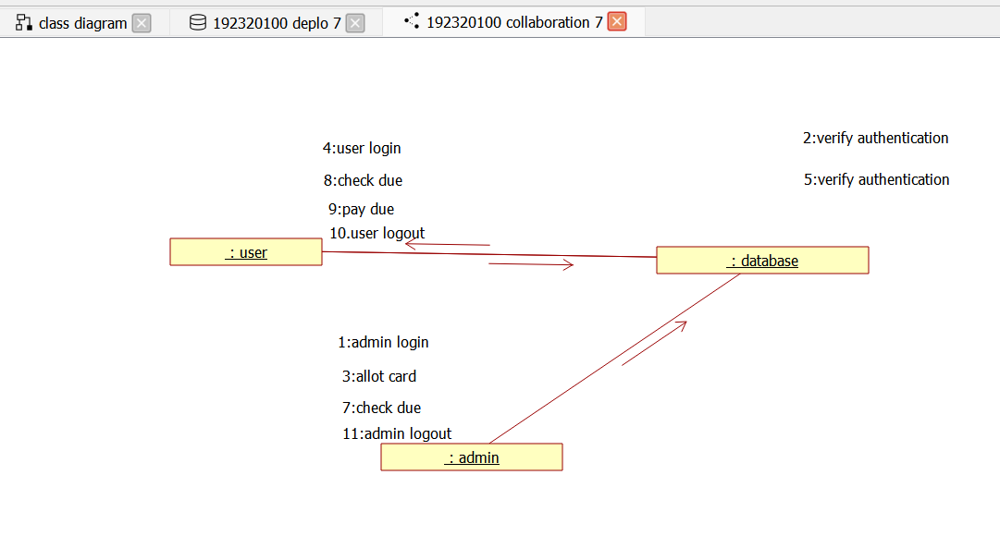 class diagram
192320100 deplo 7
192320100 collaboration 7
2:verify authentication
4:user login
5:verify authentication
8:check due
9:pay due
10.user logout
: user
: database
1:admin login
3:allot card
7:check due
11:admin logout
: admin